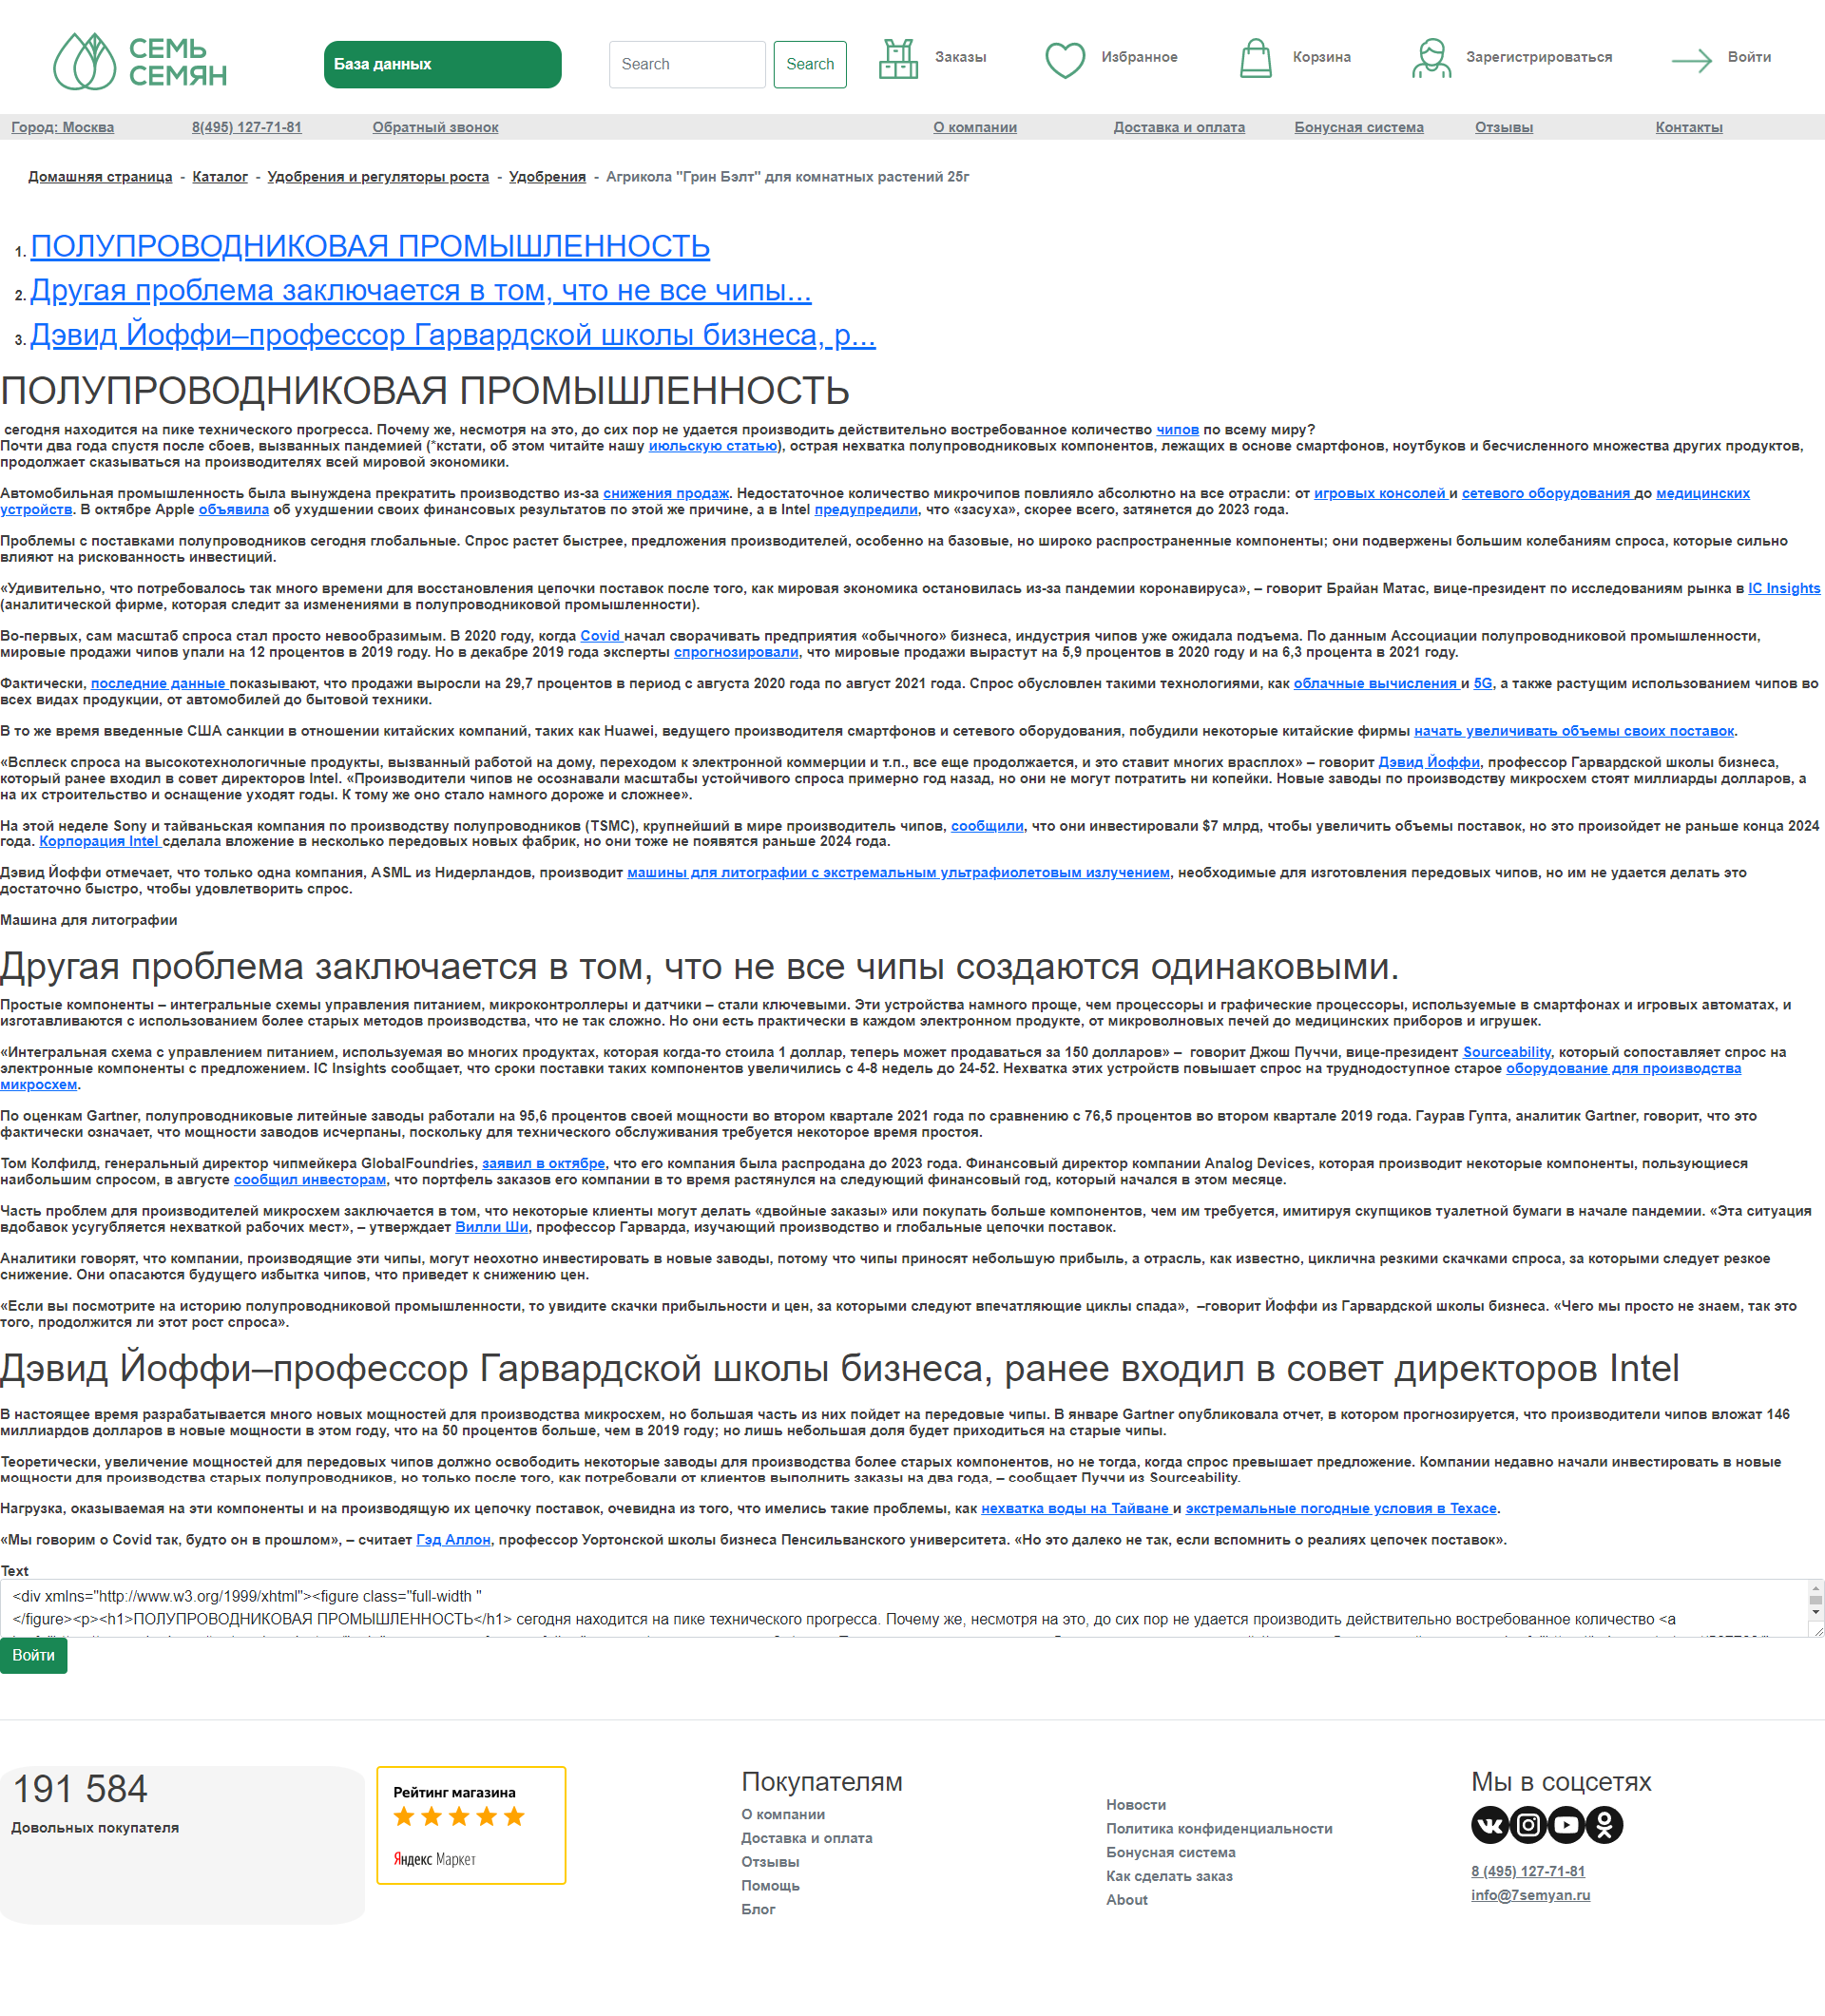 СЕМЬ
СЕМЯН
База данных
Search
Search
Заказы
Избранное
Корзина
Зарегистрироваться
Войти
Город: Москва
8(495) 127-71-81
Обратный звонок
О компании
Доставка и оплата
Бонусная система
Отзывы
Контакты
Домашняя страница - Каталог - Удобрения и регуляторы роста - Удобрения - Агрикола "Грин Бэлт" для комнатных растений 25г
1. ПОЛУПРОВОДНИКОВАЯ ПРОМЫШЛЕННОСТЬ
2. Другая проблема заключается в том, что не все чипы...
3. Дэвид Йоффи–профессор Гарвардской школы бизнеса, р...
ПОЛУПРОВОДНИКОВАЯ ПРОМЫШЛЕННОСТЬ
сегодня находится на пике технического прогресса. Почему же, несмотря на это, до сих пор не удается производить действительно востребованное количество чипов по всему миру?
Почти два года спустя после сбоев, вызванных пандемией (*кстати, об этом читайте нашу июльскую статью), острая нехватка полупроводниковых компонентов, лежащих в основе смартфонов, ноутбуков и бесчисленного множества других продуктов,
продолжает сказываться на производителях всей мировой экономики.
Автомобильная промышленность была вынуждена прекратить производство из-за снижения продаж. Недостаточное количество микрочипов повлияло абсолютно на все отрасли: от игровых консолей и сетевого оборудования до медицинских
устройств. В октябре Apple объявила об ухудшении своих финансовых результатов по этой же причине, а в Intel предупредили, что «засуха», скорее всего, затянется до 2023 года.
Проблемы с поставками полупроводников сегодня глобальные. Спрос растет быстрее, предложения производителей, особенно на базовые, но широко распространенные компоненты; они подвержены большим колебаниям спроса, которые сильно
влияют на рискованность инвестиций.
«Удивительно, что потребовалось так много времени для восстановления цепочки поставок после того, как мировая экономика остановилась из-за пандемии коронавируса», – говорит Брайан Матас, вице-президент по исследованиям рынка в IC Insights
(аналитической фирме, которая следит за изменениями в полупроводниковой промышленности).
Во-первых, сам масштаб спроса стал просто невообразимым. В 2020 году, когда Covid начал сворачивать предприятия «обычного» бизнеса, индустрия чипов уже ожидала подъема. По данным Ассоциации полупроводниковой промышленности,
мировые продажи чипов упали на 12 процентов в 2019 году. Но в декабре 2019 года эксперты спрогнозировали, что мировые продажи вырастут на 5,9 процентов в 2020 году и на 6,3 процента в 2021 году.
Фактически, последние данные показывают, что продажи выросли на 29,7 процентов в период с августа 2020 года по август 2021 года. Спрос обусловлен такими технологиями, как облачные вычисления и 5G, а также растущим использованием чипов во
всех видах продукции, от автомобилей до бытовой техники.
В то же время введенные США санкции в отношении китайских компаний, таких как Huawei, ведущего производителя смартфонов и сетевого оборудования, побудили некоторые китайские фирмы начать увеличивать объемы своих поставок.
«Всплеск спроса на высокотехнологичные продукты, вызванный работой на дому, переходом к электронной коммерции и т.п., все еще продолжается, и это ставит многих врасплох» – говорит Дэвид Йоффи, профессор Гарвардской школы бизнеса,
который ранее входил в совет директоров Intel. «Производители чипов не осознавали масштабы устойчивого спроса примерно год назад, но они не могут потратить ни копейки. Новые заводы по производству микросхем стоят миллиарды долларов, а
на их строительство и оснащение уходят годы. К тому же оно стало намного дороже и сложнее».
На этой неделе Sony и тайваньская компания по производству полупроводников (TSMC), крупнейший в мире производитель чипов, сообщили, что они инвестировали $7 млрд, чтобы увеличить объемы поставок, но это произойдет не раньше конца 2024
года. Корпорация Intel сделала вложение в несколько передовых новых фабрик, но они тоже не появятся раньше 2024 года.
Дэвид Йоффи отмечает, что только одна компания, ASML из Нидерландов, производит машины для литографии с экстремальным ультрафиолетовым излучением, необходимые для изготовления передовых чипов, но им не удается делать это
достаточно быстро, чтобы удовлетворить спрос.
Машина для литографии
Другая проблема заключается в том, что не все чипы создаются одинаковыми.
Простые компоненты – интегральные схемы управления питанием, микроконтроллеры и датчики – стали ключевыми. Эти устройства намного проще, чем процессоры и графические процессоры, используемые в смартфонах и игровых автоматах, и
изготавливаются с использованием более старых методов производства, что не так сложно. Но они есть практически в каждом электронном продукте, от микроволновых печей до медицинских приборов и игрушек.
«Интегральная схема с управлением питанием, используемая во многих продуктах, которая когда-то стоила 1 доллар, теперь может продаваться за 150 долларов» – говорит Джош Пуччи, вице-президент Sourceability, который сопоставляет спрос на
электронные компоненты с предложением. IC Insights сообщает, что сроки поставки таких компонентов увеличились с 4-8 недель до 24-52. Нехватка этих устройств повышает спрос на труднодоступное старое оборудование для производства
микросхем.
По оценкам Gartner, полупроводниковые литейные заводы работали на 95,6 процентов своей мощности во втором квартале 2021 года по сравнению с 76,5 процентов во втором квартале 2019 года. Гаурав Гупта, аналитик Gartner, говорит, что это
фактически означает, что мощности заводов исчерпаны, поскольку для технического обслуживания требуется некоторое время простоя.
Том Колфилд, генеральный директор чипмейкера GlobalFoundries, заявил в октябре, что его компания была распродана до 2023 года. Финансовый директор компании Analog Devices, которая производит некоторые компоненты, пользующиеся
наибольшим спросом, в августе сообщил инвесторам, что портфель заказов его компании в то время растянулся на следующий финансовый год, который начался в этом месяце.
Часть проблем для производителей микросхем заключается в том, что некоторые клиенты могут делать «двойные заказы» или покупать больше компонентов, чем им требуется, имитируя скупщиков туалетной бумаги в начале пандемии. «Эта ситуация
вдобавок усугубляется нехваткой рабочих мест», – утверждает Вилли Ши, профессор Гарварда, изучающий производство и глобальные цепочки поставок.
Аналитики говорят, что компании, производящие эти чипы, могут неохотно инвестировать в новые заводы, потому что чипы приносят небольшую прибыль, а отрасль, как известно, циклична резкими скачками спроса, за которыми следует резкое
снижение. Они опасаются будущего избытка чипов, что приведет к снижению цен.
«Если вы посмотрите на историю полупроводниковой промышленности, то увидите скачки прибыльности и цен, за которыми следуют впечатляющие циклы спада», –говорит Йоффи из Гарвардской школы бизнеса. «Чего мы просто не знаем, так это
того, продолжится ли этот рост спроса».
Дэвид Йоффи–профессор Гарвардской школы бизнеса, ранее входил в совет директоров Intel
В настоящее время разрабатывается много новых мощностей для производства микросхем, но большая часть из них пойдет на передовые чипы. В январе Gartner опубликовала отчет, в котором прогнозируется, что производители чипов вложат 146
миллиардов долларов в новые мощности в этом году, что на 50 процентов больше, чем в 2019 году; но лишь небольшая доля будет приходиться на старые чипы.
Теоретически, увеличение мощностей для передовых чипов должно освободить некоторые заводы для производства более старых компонентов, но не тогда, когда спрос превышает предложение. Компании недавно начали инвестировать в новые
мощности для производства старых полупроводников, но только после того, как потребовали от клиентов выполнить заказы на два года, – сообщает Пуччи из Sourceability.
Нагрузка, оказываемая на эти компоненты и на производящую их цепочку поставок, очевидна из того, что имелись такие проблемы, как нехватка воды на Тайване и экстремальные погодные условия в Техасе.
«Мы говорим о Covid так, будто он в прошлом», – считает Гэд Аллон, профессор Уортонской школы бизнеса Пенсильванского университета. «Но это далеко не так, если вспомнить о реалиях цепочек поставок».
Text
<div xmlns="http://www.w3.org/1999/xhtml"><figure class="full-width "
</figure><p><h1>ПОЛУПРОВОДНИКОВАЯ ПРОМЫШЛЕННОСТЬ</h1> сегодня находится на пике технического прогресса. Почему же, несмотря на это, до сих пор не удается производить действительно востребованное количество <a
Войти
191 584
Довольных покупателя
Рейтинг магазина
Яндекс Маркет
Покупателям
О компании
Доставка и оплата
Отзывы
Помощь
Блог
Новости
Политика конфиденциальности
Бонусная система
Как сделать заказ
About
Мы в соцсетях
8 (495) 127-71-81
info@7semyan.ru